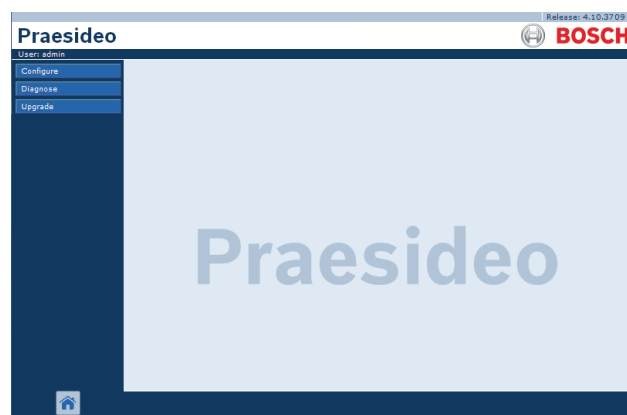 Release: 4.10.3709
Praesideo
BOSCH
User: admin
Configure
Diagnose
Upgrade
Praesideo